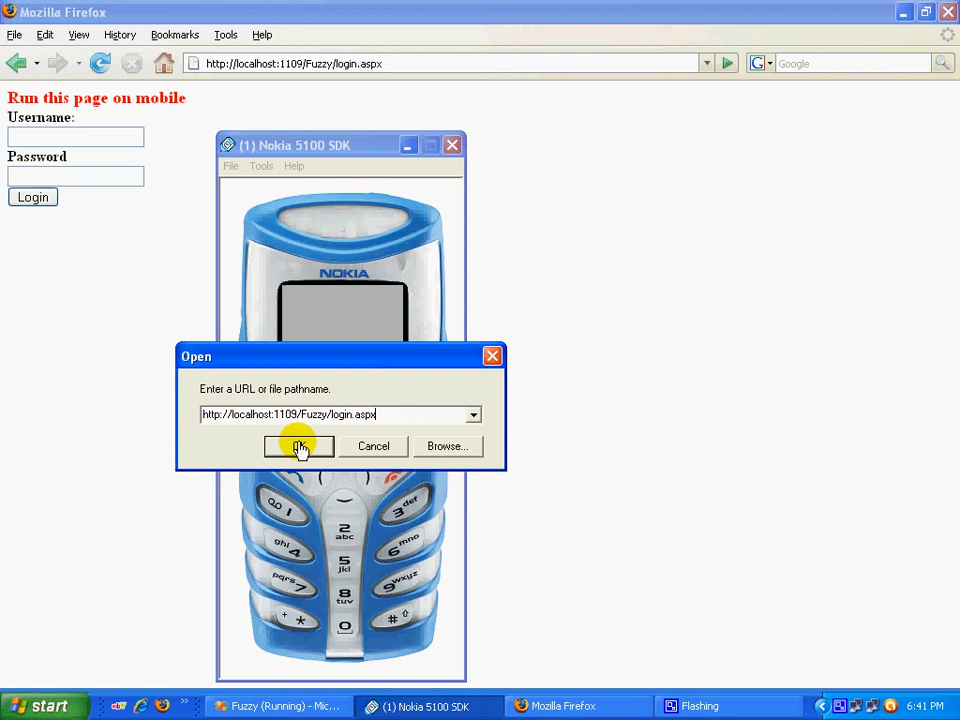 Mozilla Firefox
File Edit View History Bookmarks Tools Help
http://localhost:1109/Fuzzy/login.aspx
G Google
Run this page on mobile
Username:
Password
Login
(1) Nokia 5100 SDK
File Tools Help
NOKIA
Open
Enter a URL or file pathname.
http://localhost:1109/Fuzzy/login.aspx
Cancel Browse...
1
2 abc
3 def
ghi 4
5 jkl
6 mno
pqrs 7
8 tuv
9 wxyz
+ *
0
#
start
Fuzzy (Running) - Mic...
(1) Nokia 5100 SDK
Mozilla Firefox
Flashing
6:41 PM